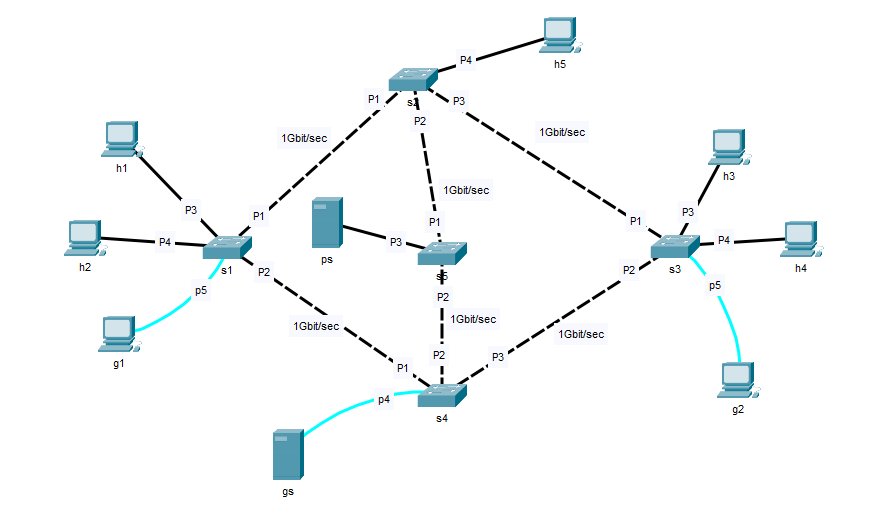 P4
h5
P1
s2
P3
P2
1Gbit/sec
1Gbit/sec
h1
h3
1Gbit/sec
P3
P1
P1
P3
P1
ps
P4
P3
P4
h2
s1
h4
P2
s5
s3
P2
p5
P2
p5
1Gbit/sec
1Gbit/sec
1Gbit/sec
P2
P3
g1
P1
p4
g2
s4
gs